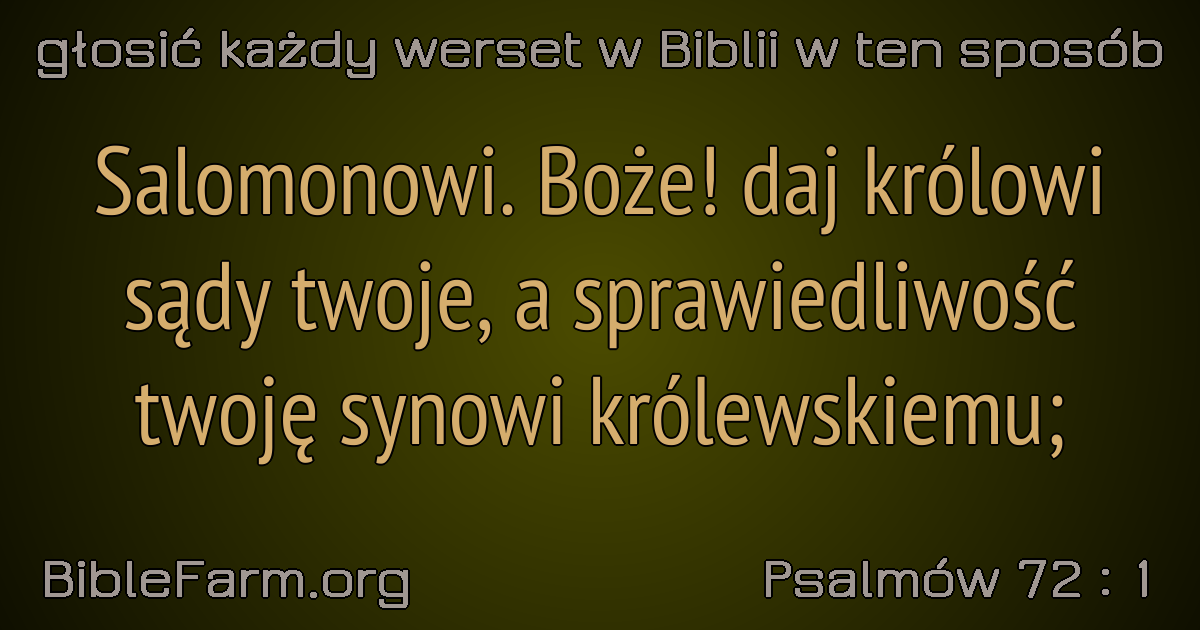 głosić każdy werset w Biblii w ten sposób
Salomonowi. Boże! daj królowi
sądy twoje, a sprawiedliwość
twoję synowi królewskiemu;
BibleFarm.org
Psalmów 72 : 1